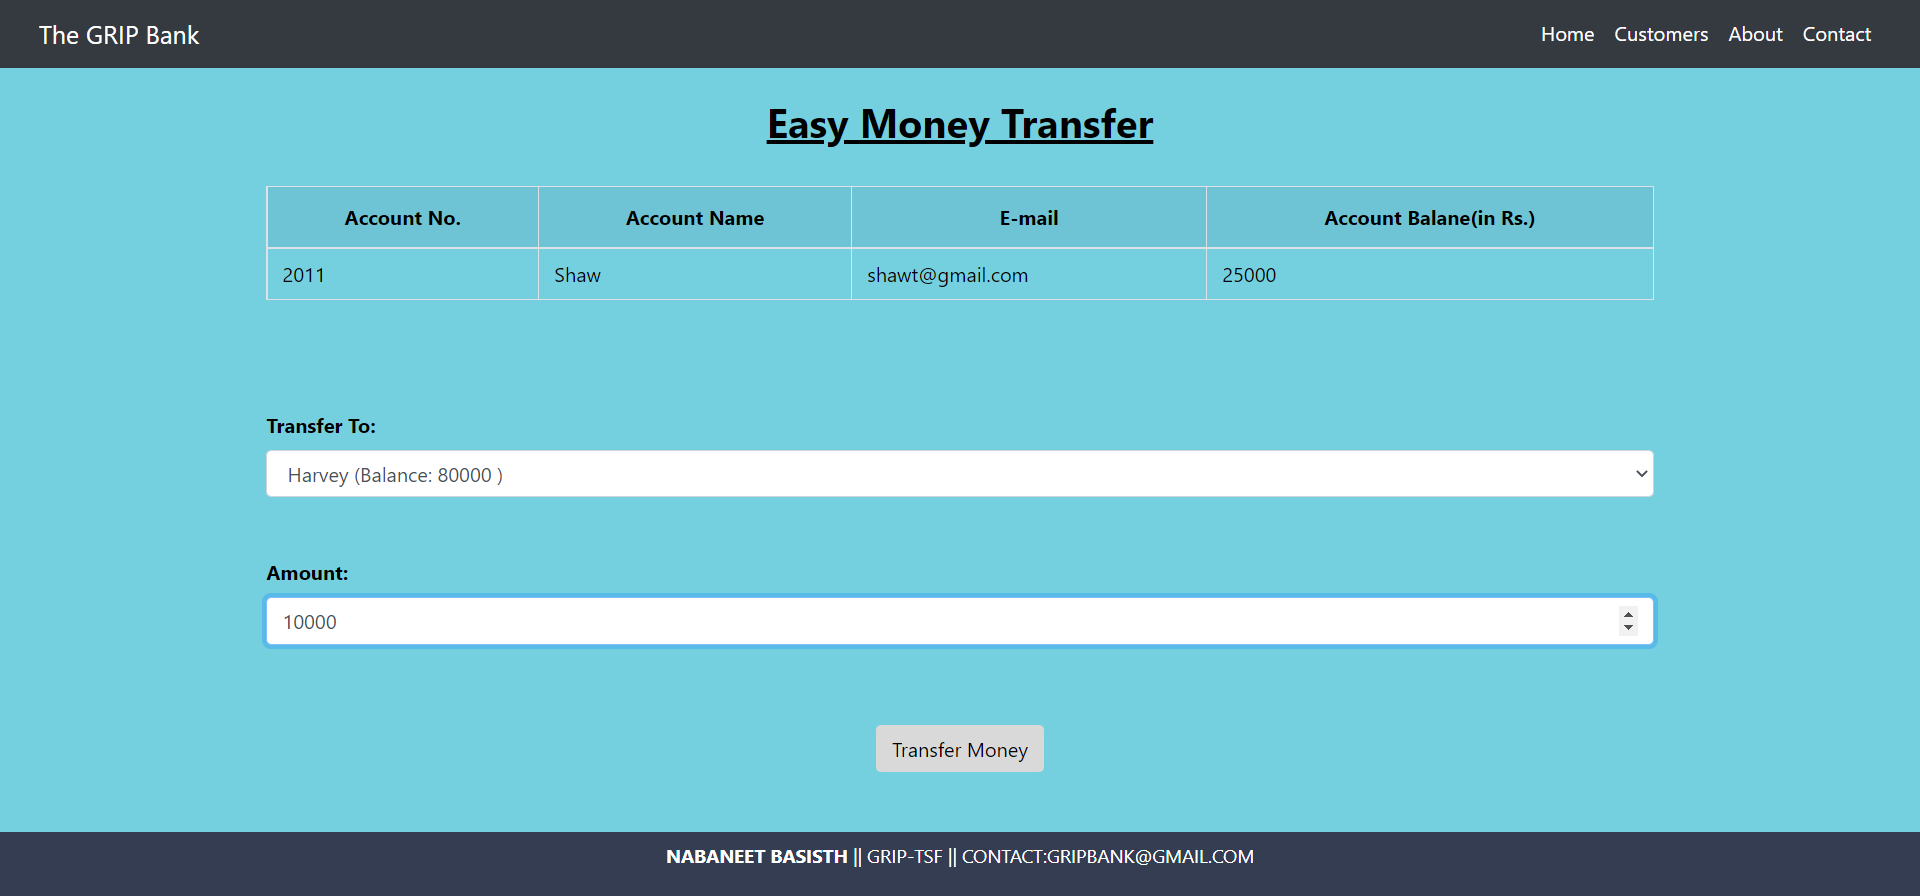 The GRIP Bank Home Customers About Contact
Easy Money Transfer
Account No. Account Name E-mail Account Balane(in Rs.)
2011 Shaw shawt@gmail.com 25000
Transfer To:
Harvey (Balance: 80000 )
Amount:
10000
Transfer Money
NABANEET BASISTH || GRIP-TSF || CONTACT:GRIPBANK@GMAIL.COM